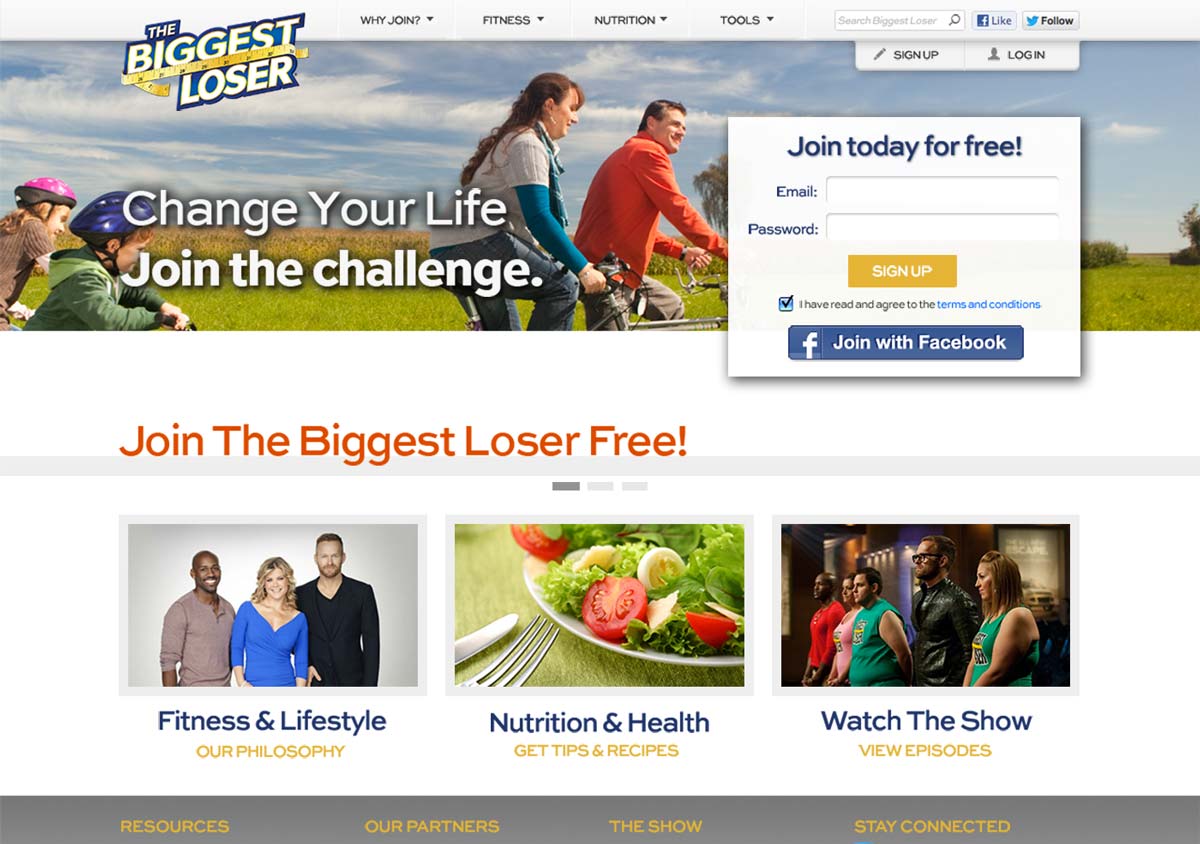 THE
BIGGEST
LOSER
WHY JOIN?
FITNESS
NUTRITION
TOOLS
Search Biggest Loser
Like
Follow
SIGN UP
LOG IN
Change Your Life
Join the challenge.
Join today for free!
Email:
Password:
SIGN UP
I have read and agree to the terms and conditions
Join with Facebook
Join The Biggest Loser Free!
ESCAPE.
Fitness & Lifestyle
OUR PHILOSOPHY
Nutrition & Health
GET TIPS & RECIPES
Watch The Show
VIEW EPISODES
RESOURCES
OUR PARTNERS
THE SHOW
STAY CONNECTED